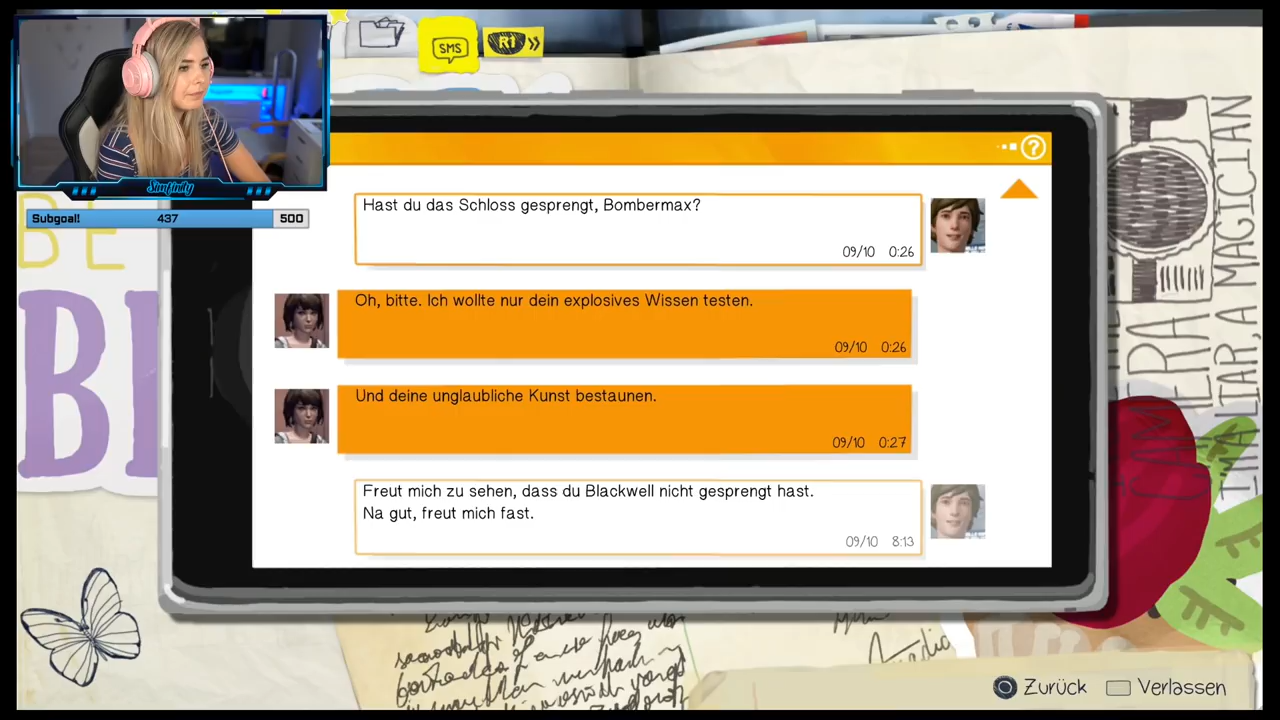 SMS
R1
Sunfinity
Subgoal! 437 500
?
Hast du das Schloss gesprengt, Bombermax?
09/10 0:26
Oh, bitte. Ich wollte nur dein explosives Wissen testen.
09/10 0:26
Und deine unglaubliche Kunst bestaunen.
09/10 0:27
Freut mich zu sehen, dass du Blackwell nicht gesprengt hast.
Na gut, freut mich fast.
09/10 8:13
BE
CAMERA
LIAR, A MAGICIAN
Zurück Verlassen